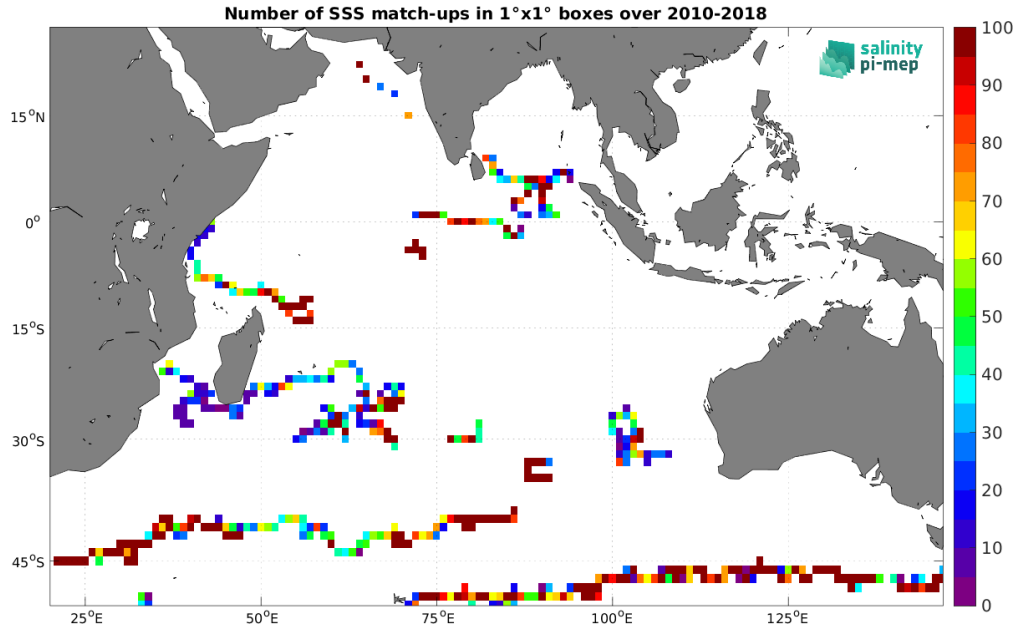 Number of SSS match-ups in 1°x1° boxes over 2010-2018
salinity
pi-mep
100
90
80
70
60
50
40
30
20
10
0
15°N
0°
15°S
30°S
45°S
25°E
50°E
75°E
100°E
125°E